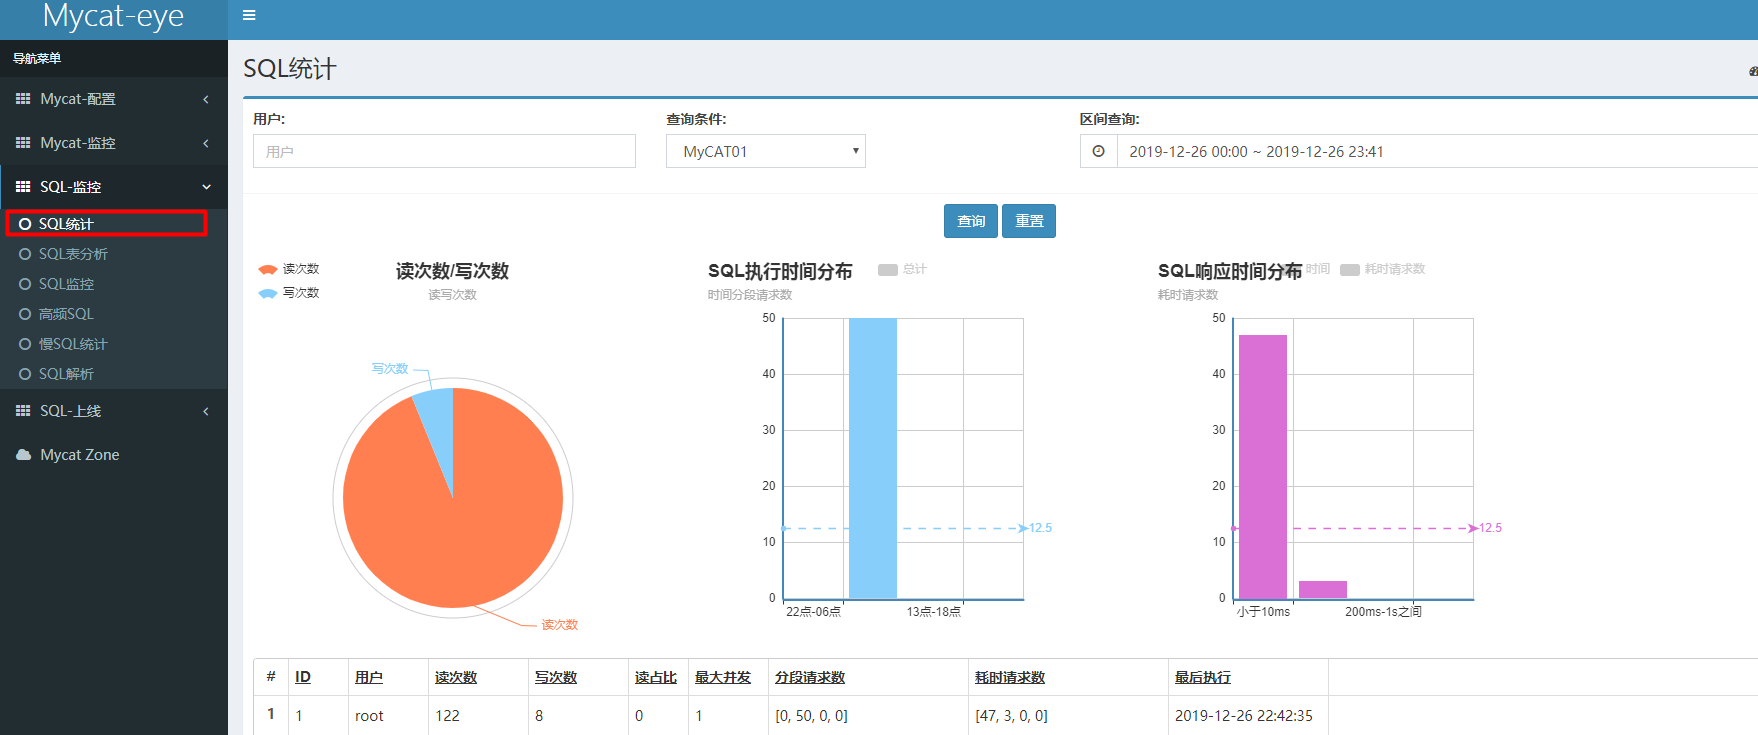 Mycat-eye
导航菜单
Mycat-配置
Mycat-监控
SQL-监控
SQL统计
SQL表分析
SQL监控
高频SQL
慢SQL统计
SQL解析
SQL-上线
Mycat Zone
SQL统计
用户:
查询条件:
区间查询:
用户
MyCAT01
2019-12-26 00:00 ~ 2019-12-26 23:41
查询
重置
读次数
写次数
读次数/写次数
读写次数
写次数
读次数
SQL执行时间分布
总计
时间分段请求数
50
40
30
20
10
0
12.5
22点-06点
13点-18点
SQL响应时间分布
时间
耗时请求数
耗时请求数
50
40
30
20
10
0
12.5
小于10ms
200ms-1s之间
# ID 用户 读次数 写次数 读占比 最大并发 分段请求数 耗时请求数 最后执行
1 1 root 122 8 0 1 [0, 50, 0, 0] [47, 3, 0, 0] 2019-12-26 22:42:35